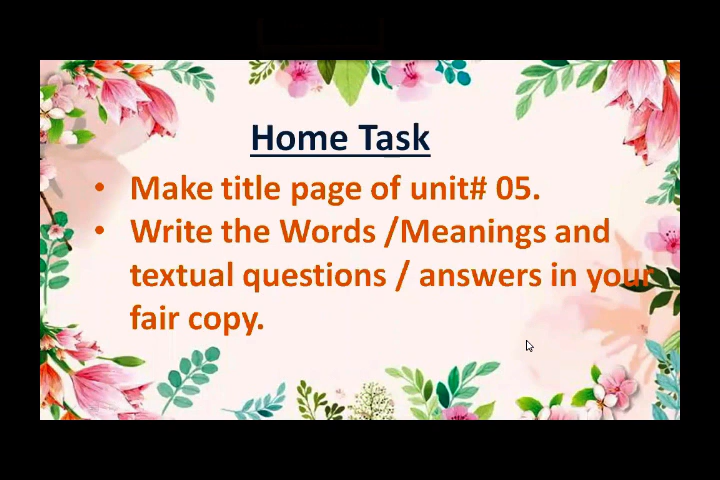 Home Task
• Make title page of unit# 05.
• Write the Words /Meanings and
textual questions / answers in your
fair copy.